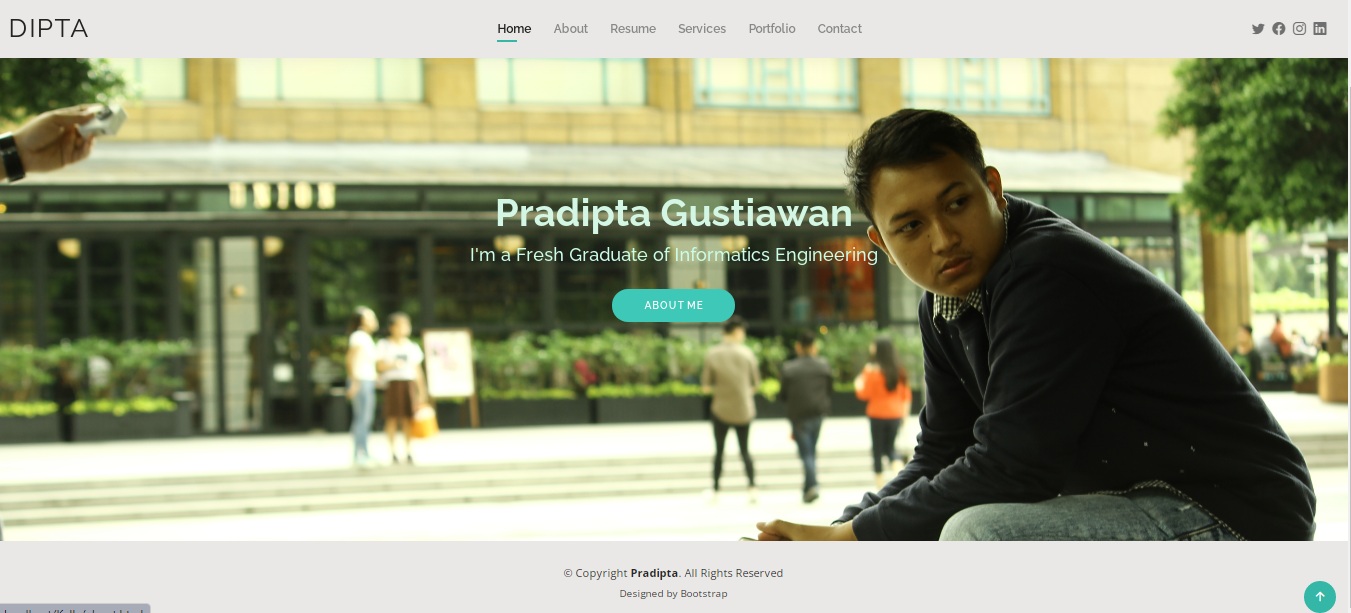 DIPTA
Home About Resume Services Portfolio Contact
Pradipta Gustiawan
I'm a Fresh Graduate of Informatics Engineering
ABOUT ME
© Copyright Pradipta. All Rights Reserved
Designed by Bootstrap